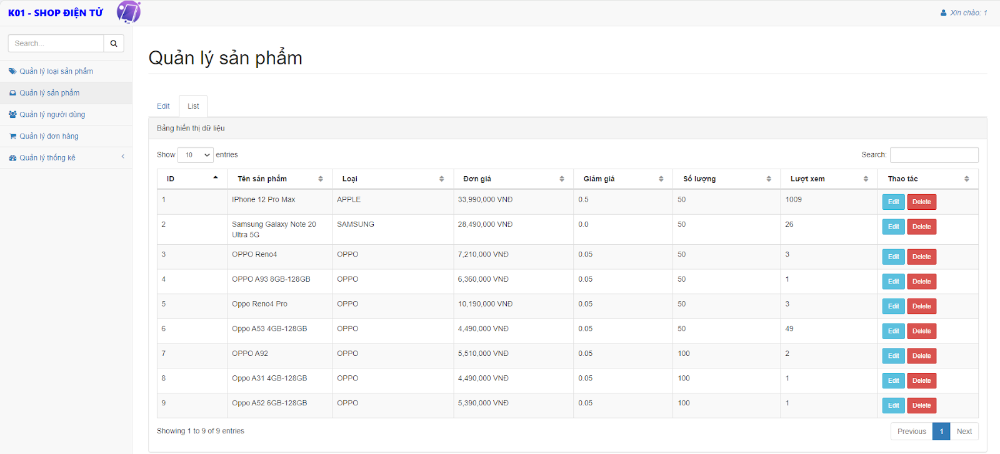 K01 - SHOP ĐIỆN TỬ
Xin chào: 1
Search...
Quản lý loại sản phẩm
Quản lý sản phẩm
Quản lý người dùng
Quản lý đơn hàng
Quản lý thống kê
Quản lý sản phẩm
Edit List
Bảng hiển thị dữ liệu
Show 10 entries Search:
ID Tên sản phẩm Loại Đơn giá Giảm giá Số lượng Lượt xem Thao tác
1 IPhone 12 Pro Max APPLE 33,990,000 VNĐ 0.5 50 1009 Edit Delete
2 Samsung Galaxy Note 20 SAMSUNG 28,490,000 VNĐ 0.0 50 26 Edit Delete
Ultra 5G
3 OPPO Reno4 OPPO 7,210,000 VNĐ 0.05 50 3 Edit Delete
4 OPPO A93 8GB-128GB OPPO 6,360,000 VNĐ 0.05 50 1 Edit Delete
5 Oppo Reno4 Pro OPPO 10,190,000 VNĐ 0.05 50 3 Edit Delete
6 Oppo A53 4GB-128GB OPPO 4,490,000 VNĐ 0.05 50 49 Edit Delete
7 OPPO A92 OPPO 5,510,000 VNĐ 0.05 100 2 Edit Delete
8 Oppo A31 4GB-128GB OPPO 4,490,000 VNĐ 0.05 100 1 Edit Delete
9 Oppo A52 6GB-128GB OPPO 5,390,000 VNĐ 0.05 100 1 Edit Delete
Showing 1 to 9 of 9 entries Previous 1 Next